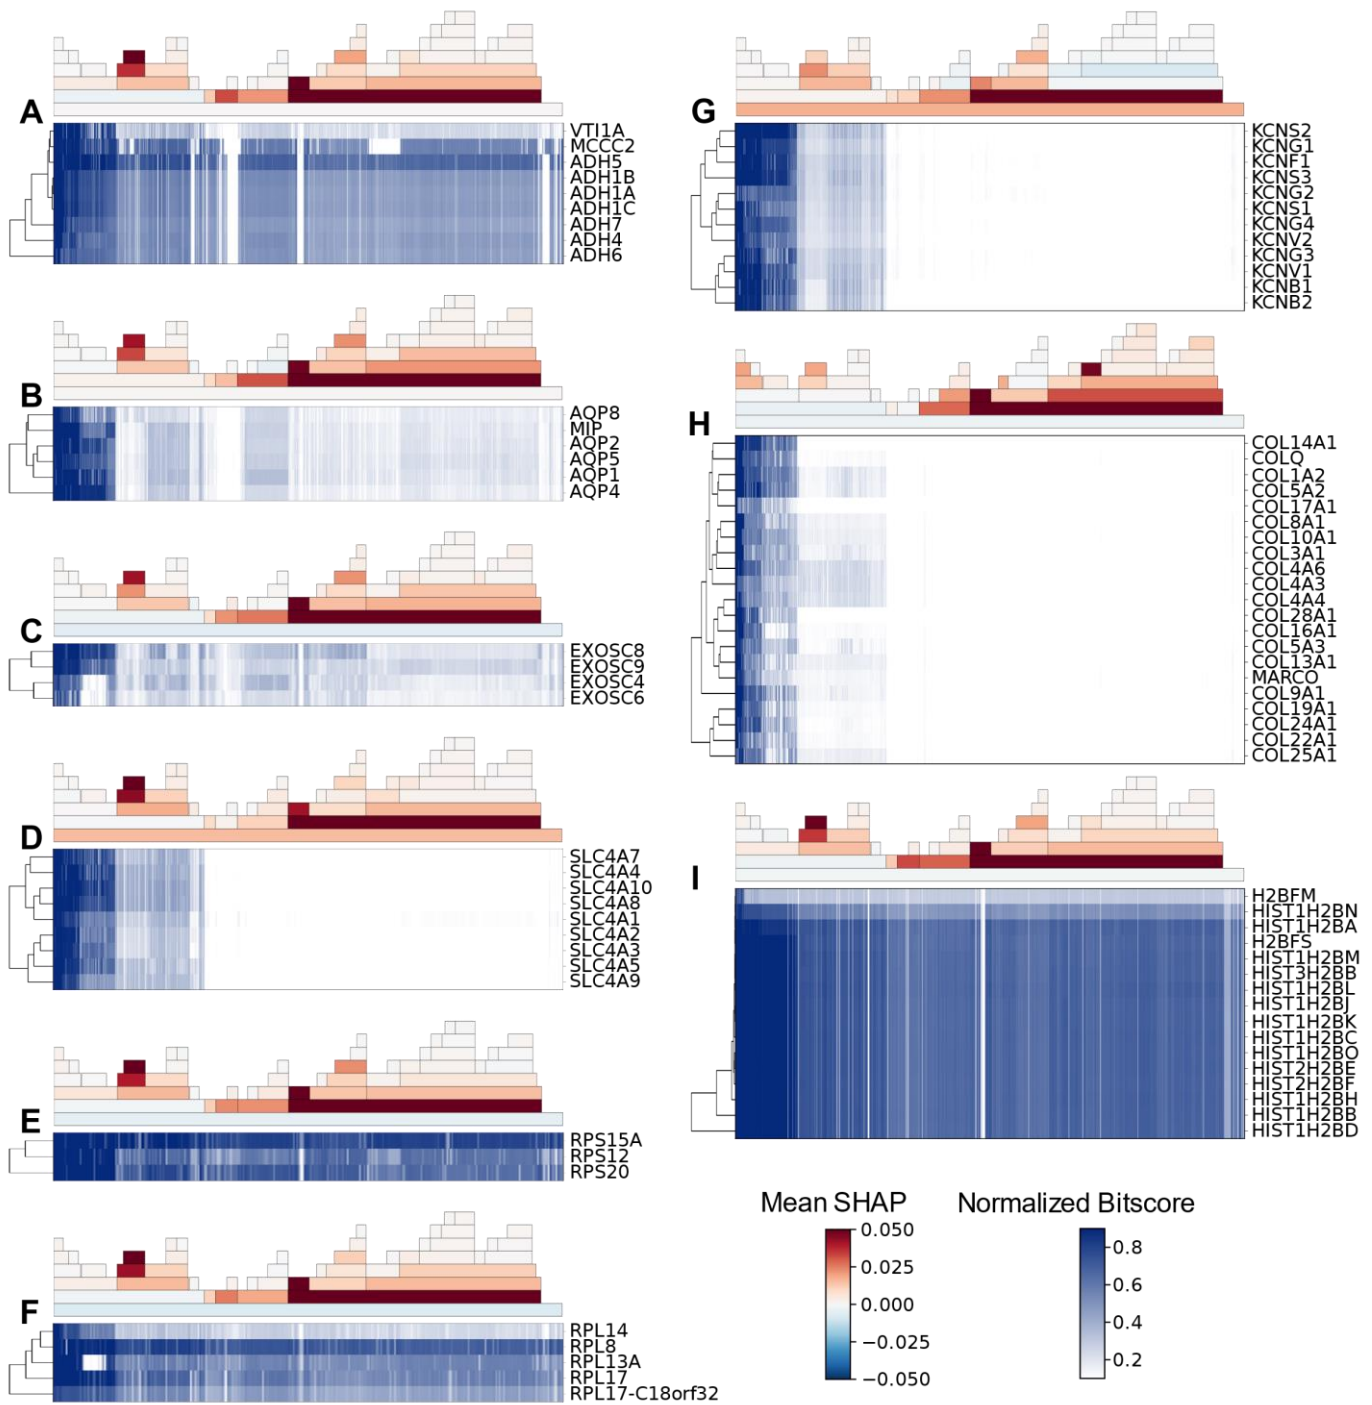 A
VTI1A
MCCC2
ADH5
ADH1B
ADH1A
ADH1C
ADH7
ADH4
ADH6
B
AQP8
MIP
AQP2
AQP5
AQP1
AQP4
C
EXOSC8
EXOSC9
EXOSC4
EXOSC6
D
SLC4A7
SLC4A4
SLC4A10
SLC4A8
SLC4A1
SLC4A2
SLC4A3
SLC4A5
SLC4A9
E
RPS15A
RPS12
RPS20
F
RPL14
RPL8
RPL13A
RPL17
RPL17-C18orf32
G
KCNS2
KCNG1
KCNF1
KCNS3
KCNG2
KCNS1
KCNG4
KCNV2
KCNG3
KCNV1
KCNB1
KCNB2
H
COL14A1
COLQ
COL1A2
COL5A2
COL17A1
COL8A1
COL10A1
COL3A1
COL4A6
COL4A3
COL4A4
COL28A1
COL16A1
COL5A3
COL13A1
MARCO
COL9A1
COL19A1
COL24A1
COL22A1
COL25A1
I
H2BFM
HIST1H2BN
HIST1H2BA
H2BFS
HIST1H2BM
HIST3H2BB
HIST1H2BL
HIST1H2BJ
HIST1H2BK
HIST1H2BC
HIST1H2BO
HIST2H2BE
HIST2H2BF
HIST1H2BH
HIST1H2BB
HIST1H2BD
Mean SHAP
0.050
0.025
0.000
−0.025
−0.050
Normalized Bitscore
0.8
0.6
0.4
0.2